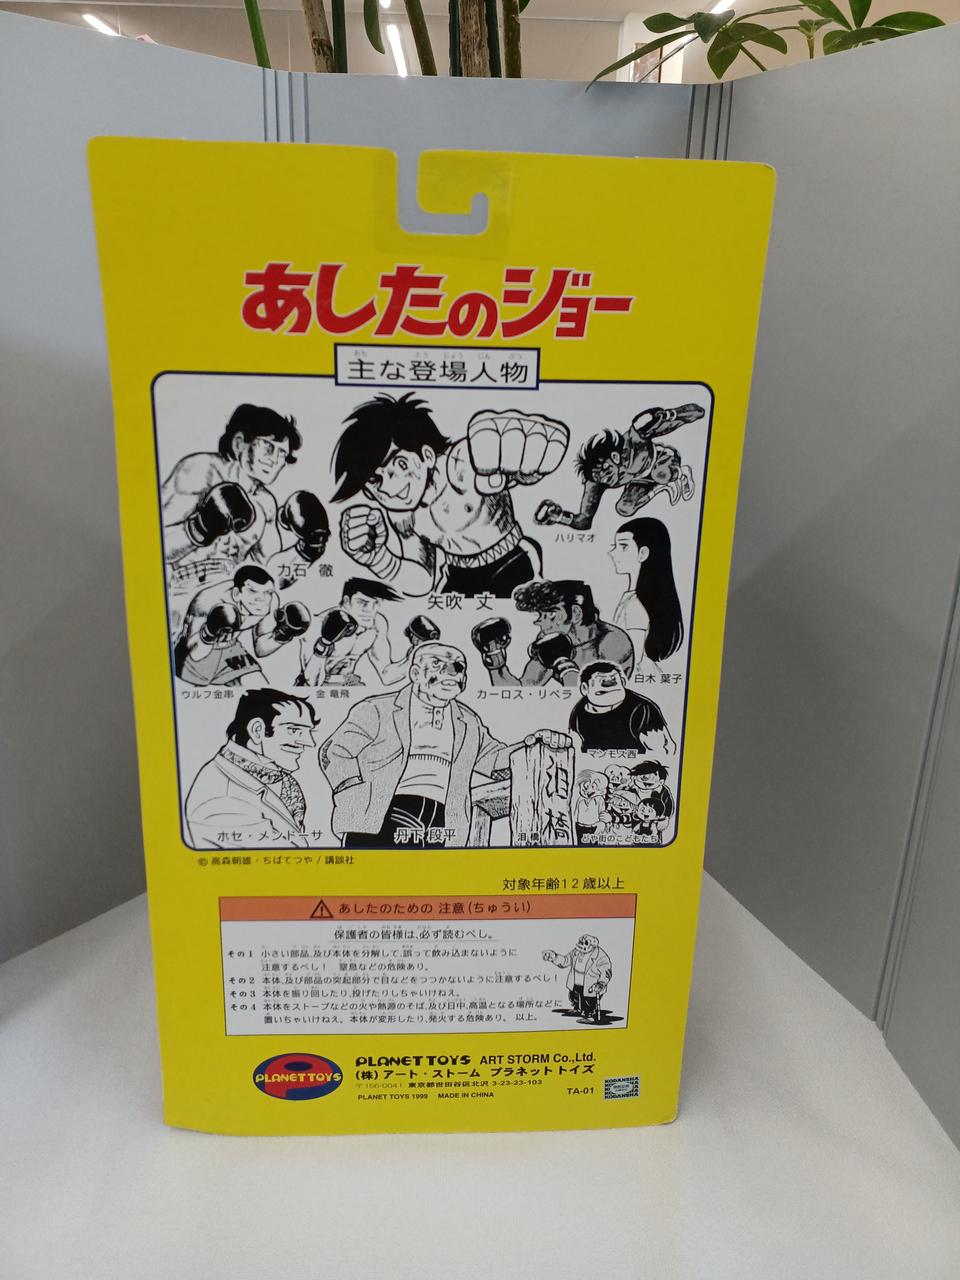 あしたのジョー
主な登場人物
力石 徹
矢吹 丈
ハリマオ
白木 葉子
ウルフ金串
金 竜飛
カーロス・リベラ
マンモス西
ホセ・メンドーサ
丹下 段平
泪橋
泪橋
どや街のこどもたち
© 高森朝雄・ちばてつや / 講談社
対象年齢12歳以上
あしたのための 注意(ちゅうい)
保護者の皆様は、必ず読むべし。
その1 小さい部品、及び本体を分解して、誤って飲み込まないように
注意するべし! 窒息などの危険あり。
その2 本体、及び部品の突起部分で目などをつつかないように注意するべし!
その3 本体を振り回したり、投げたりしちゃいけねえ。
その4 本体をストーブなどの火や熱源のそば、及び日中、高温となる場所などに
置いちゃいけねえ。本体が変形したり、発火する危険あり。 以上。
PLANET TOYS
PLANET TOYS ART STORM Co.,Ltd.
(株)アート・ストーム プラネットトイズ
〒156-0041 東京都世田谷区北沢 3-23-23-103
PLANET TOYS 1999 MADE IN CHINA
TA-01
KODANSHA
KODANSHA